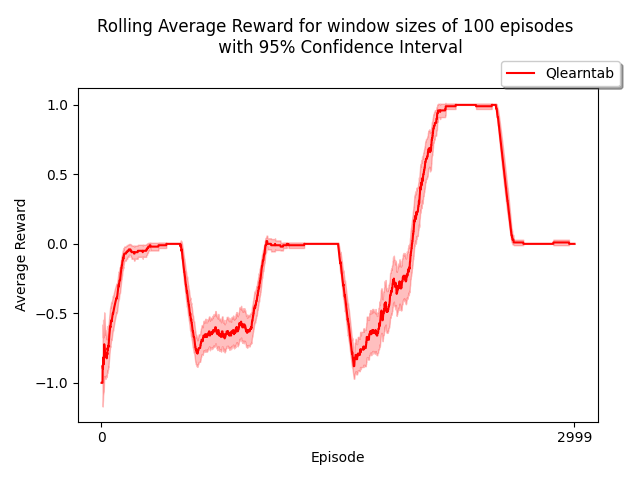 Rolling Average Reward for window sizes of 100 episodes
with 95% Confidence Interval
Qlearntab
1.0
0.5
0.0
−0.5
−1.0
Average Reward
0
2999
Episode